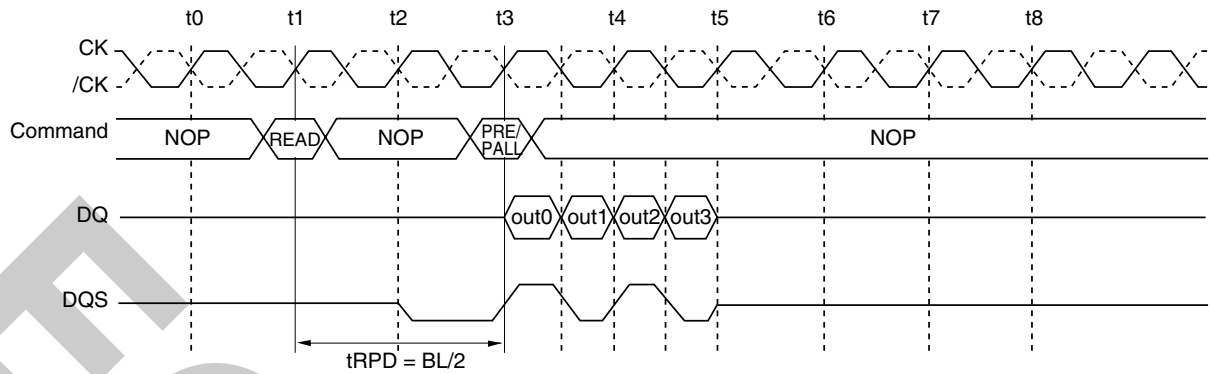 t0 t1 t2 t3 t4 t5 t6 t7 t8
CK
/CK
Command NOP READ NOP PRE/ PALL NOP
DQ out0 out1 out2 out3
DQS
tRPD = BL/2